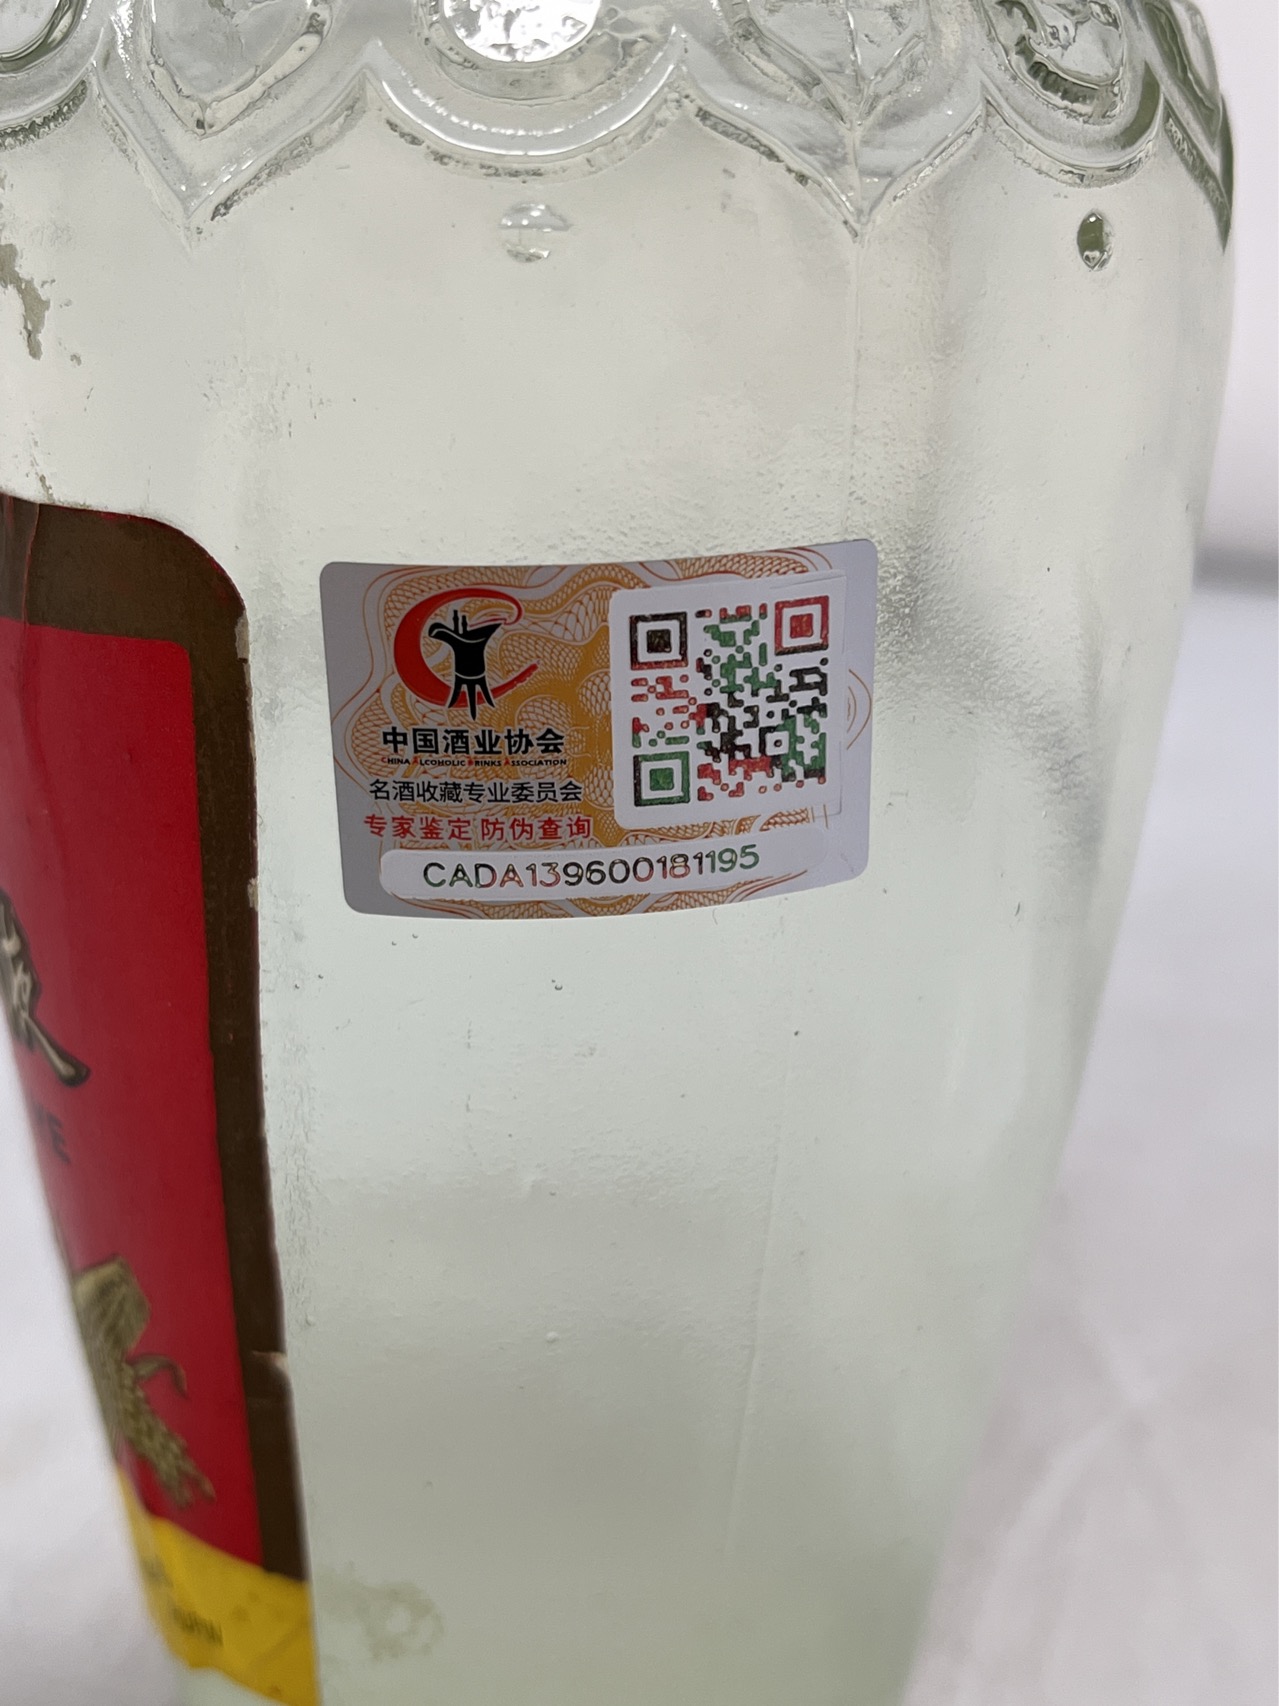 中国酒业协会
CHINA ALCOHOLIC DRINKS ASSOCIATION
名酒收藏专业委员会
专家鉴定 防伪查询
CADA139600181195